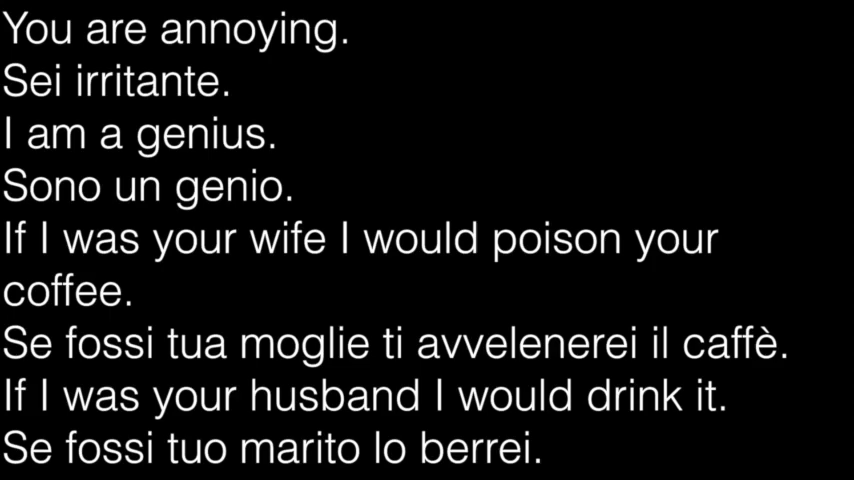 You are annoying.
Sei irritante.
I am a genius.
Sono un genio.
If I was your wife I would poison your
coffee.
Se fossi tua moglie ti avvelenerei il caffè.
If I was your husband I would drink it.
Se fossi tuo marito lo berrei.